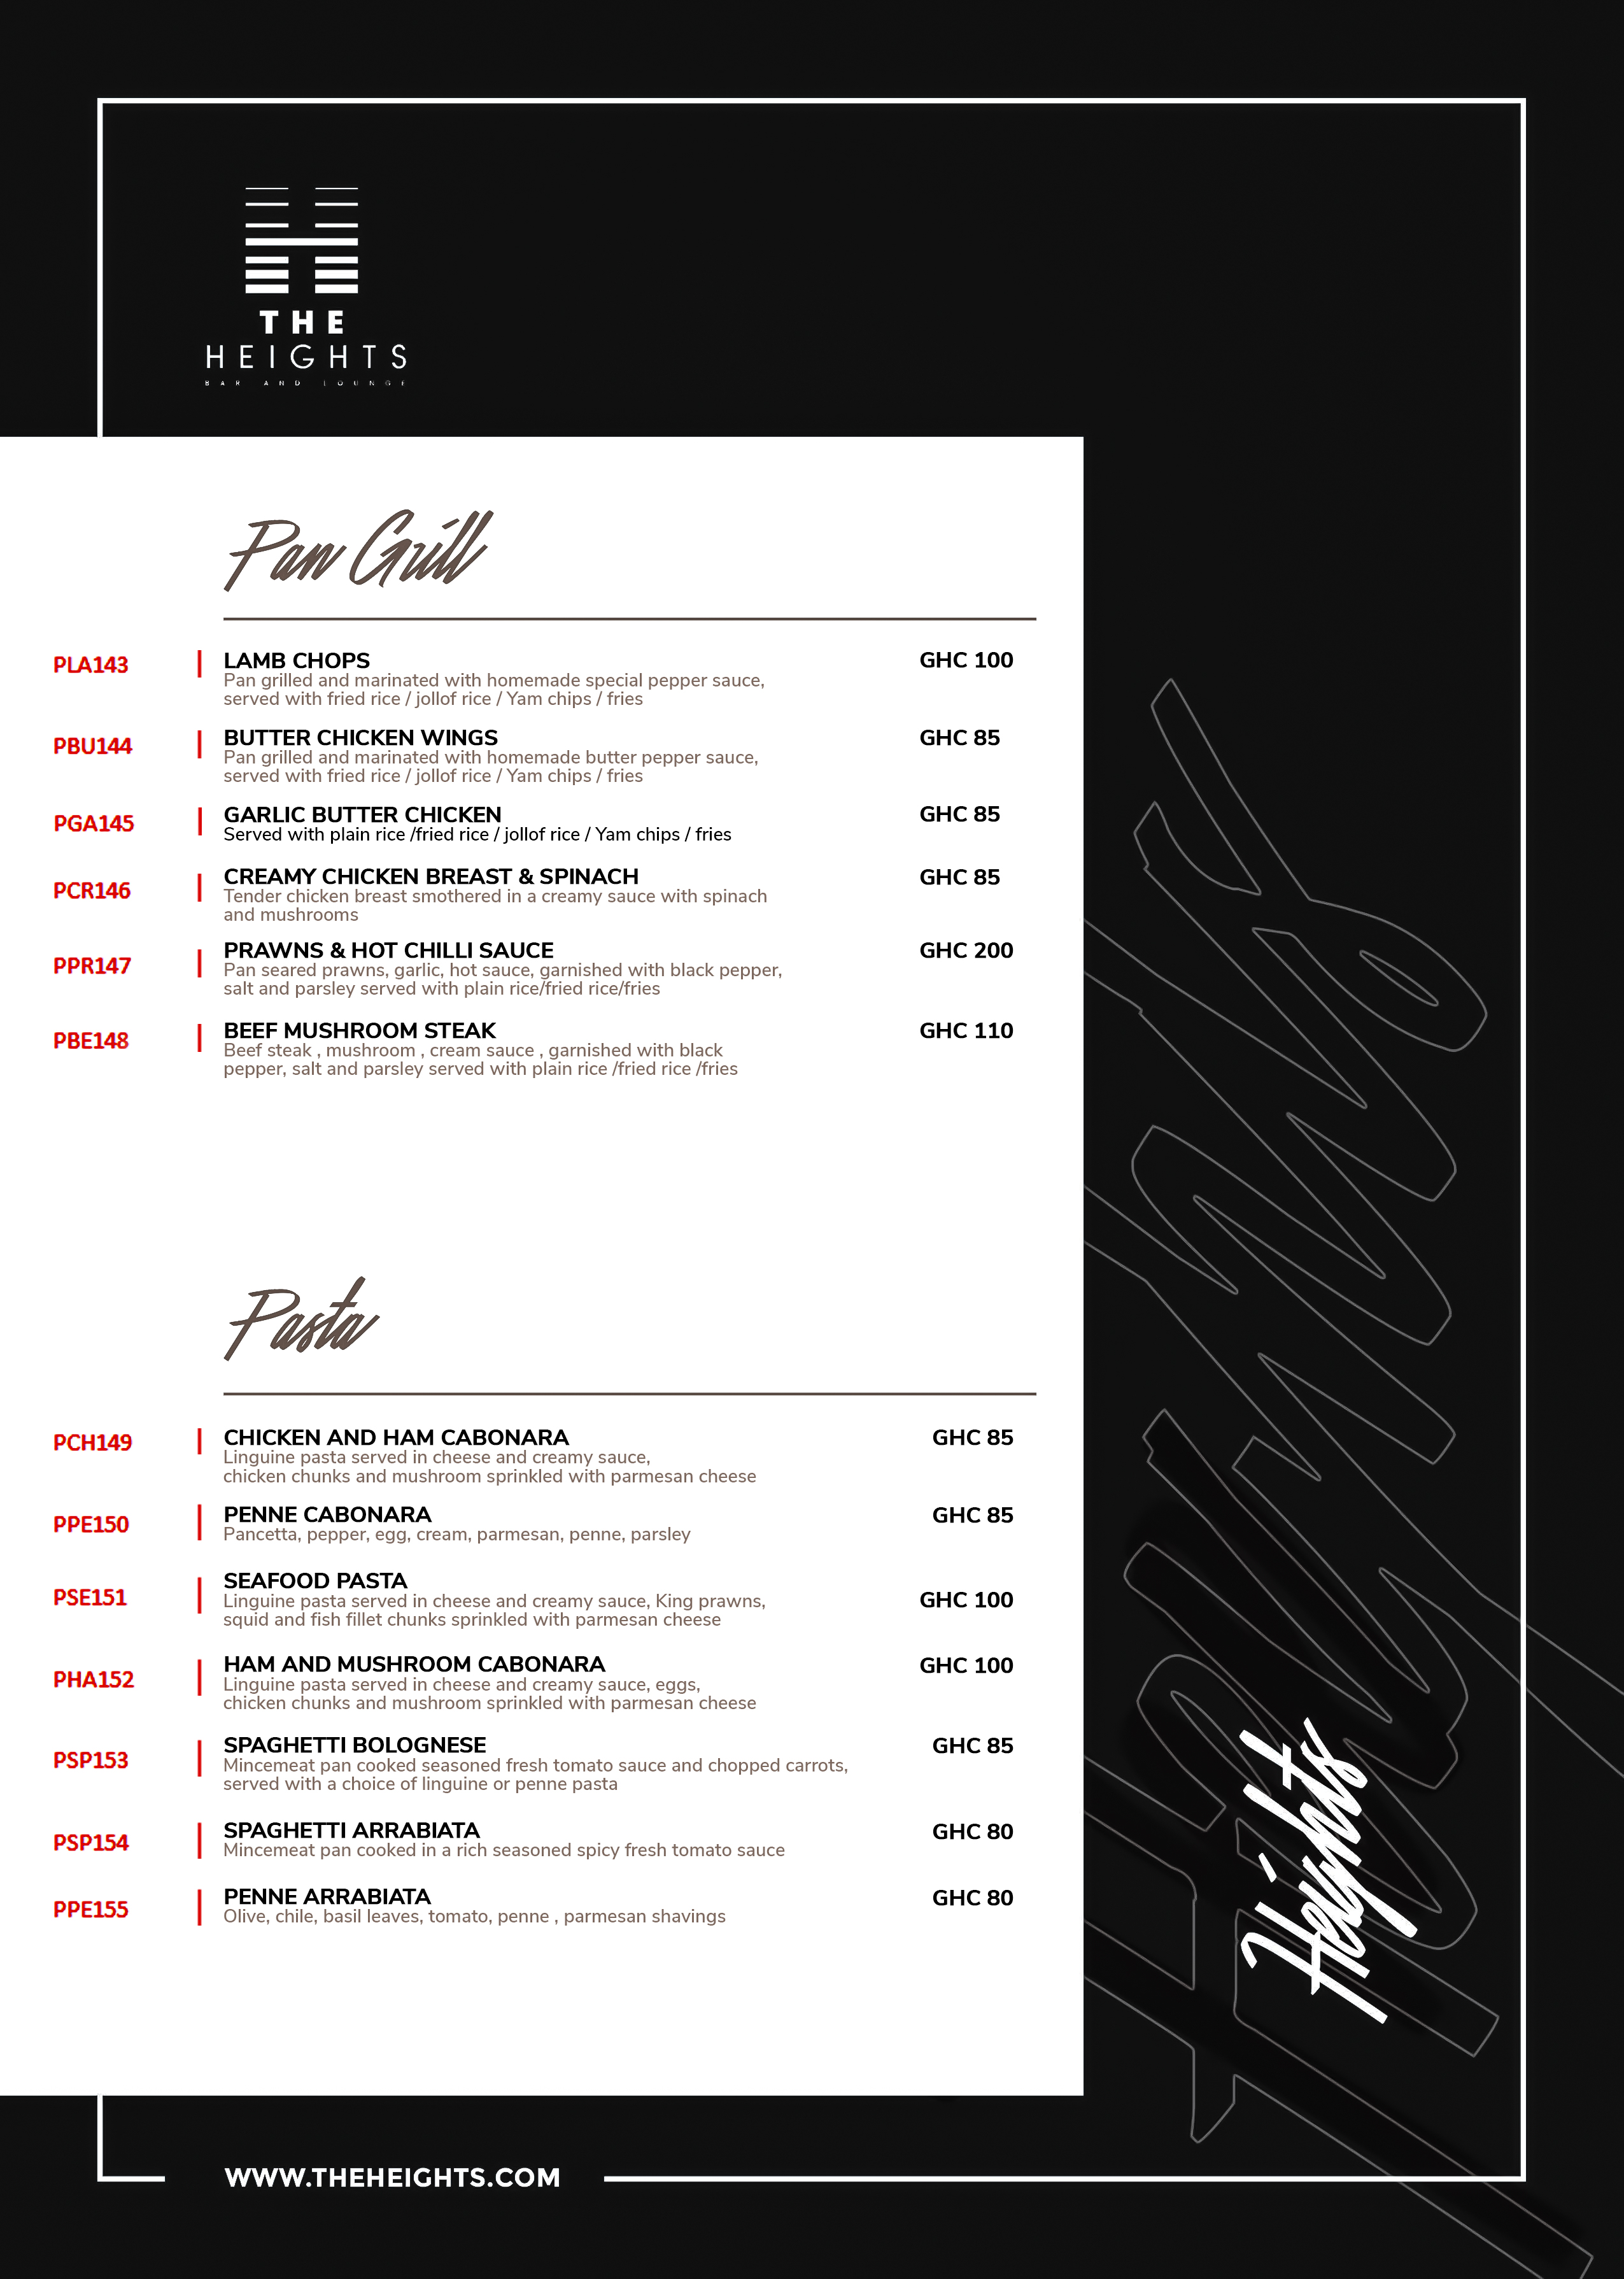 THE
HEIGHTS
BAR AND LOUNGE
Pan Grill
PLA143 LAMB CHOPS GHC 100
Pan grilled and marinated with homemade special pepper sauce,
served with fried rice / jollof rice / Yam chips / fries
PBU144 BUTTER CHICKEN WINGS GHC 85
Pan grilled and marinated with homemade butter pepper sauce,
served with fried rice / jollof rice / Yam chips / fries
PGA145 GARLIC BUTTER CHICKEN GHC 85
Served with plain rice /fried rice / jollof rice / Yam chips / fries
PCR146 CREAMY CHICKEN BREAST & SPINACH GHC 85
Tender chicken breast smothered in a creamy sauce with spinach
and mushrooms
PPR147 PRAWNS & HOT CHILLI SAUCE GHC 200
Pan seared prawns, garlic, hot sauce, garnished with black pepper,
salt and parsley served with plain rice/fried rice/fries
PBE148 BEEF MUSHROOM STEAK GHC 110
Beef steak , mushroom , cream sauce , garnished with black
pepper, salt and parsley served with plain rice /fried rice /fries
Pasta
PCH149 CHICKEN AND HAM CABONARA GHC 85
Linguine pasta served in cheese and creamy sauce,
chicken chunks and mushroom sprinkled with parmesan cheese
PPE150 PENNE CABONARA GHC 85
Pancetta, pepper, egg, cream, parmesan, penne, parsley
PSE151 SEAFOOD PASTA GHC 100
Linguine pasta served in cheese and creamy sauce, King prawns,
squid and fish fillet chunks sprinkled with parmesan cheese
PHA152 HAM AND MUSHROOM CABONARA GHC 100
Linguine pasta served in cheese and creamy sauce, eggs,
chicken chunks and mushroom sprinkled with parmesan cheese
PSP153 SPAGHETTI BOLOGNESE GHC 85
Mincemeat pan cooked seasoned fresh tomato sauce and chopped carrots,
served with a choice of linguine or penne pasta
PSP154 SPAGHETTI ARRABIATA GHC 80
Mincemeat pan cooked in a rich seasoned spicy fresh tomato sauce
PPE155 PENNE ARRABIATA GHC 80
Olive, chile, basil leaves, tomato, penne , parmesan shavings
Heights
Heights
WWW.THEHEIGHTS.COM